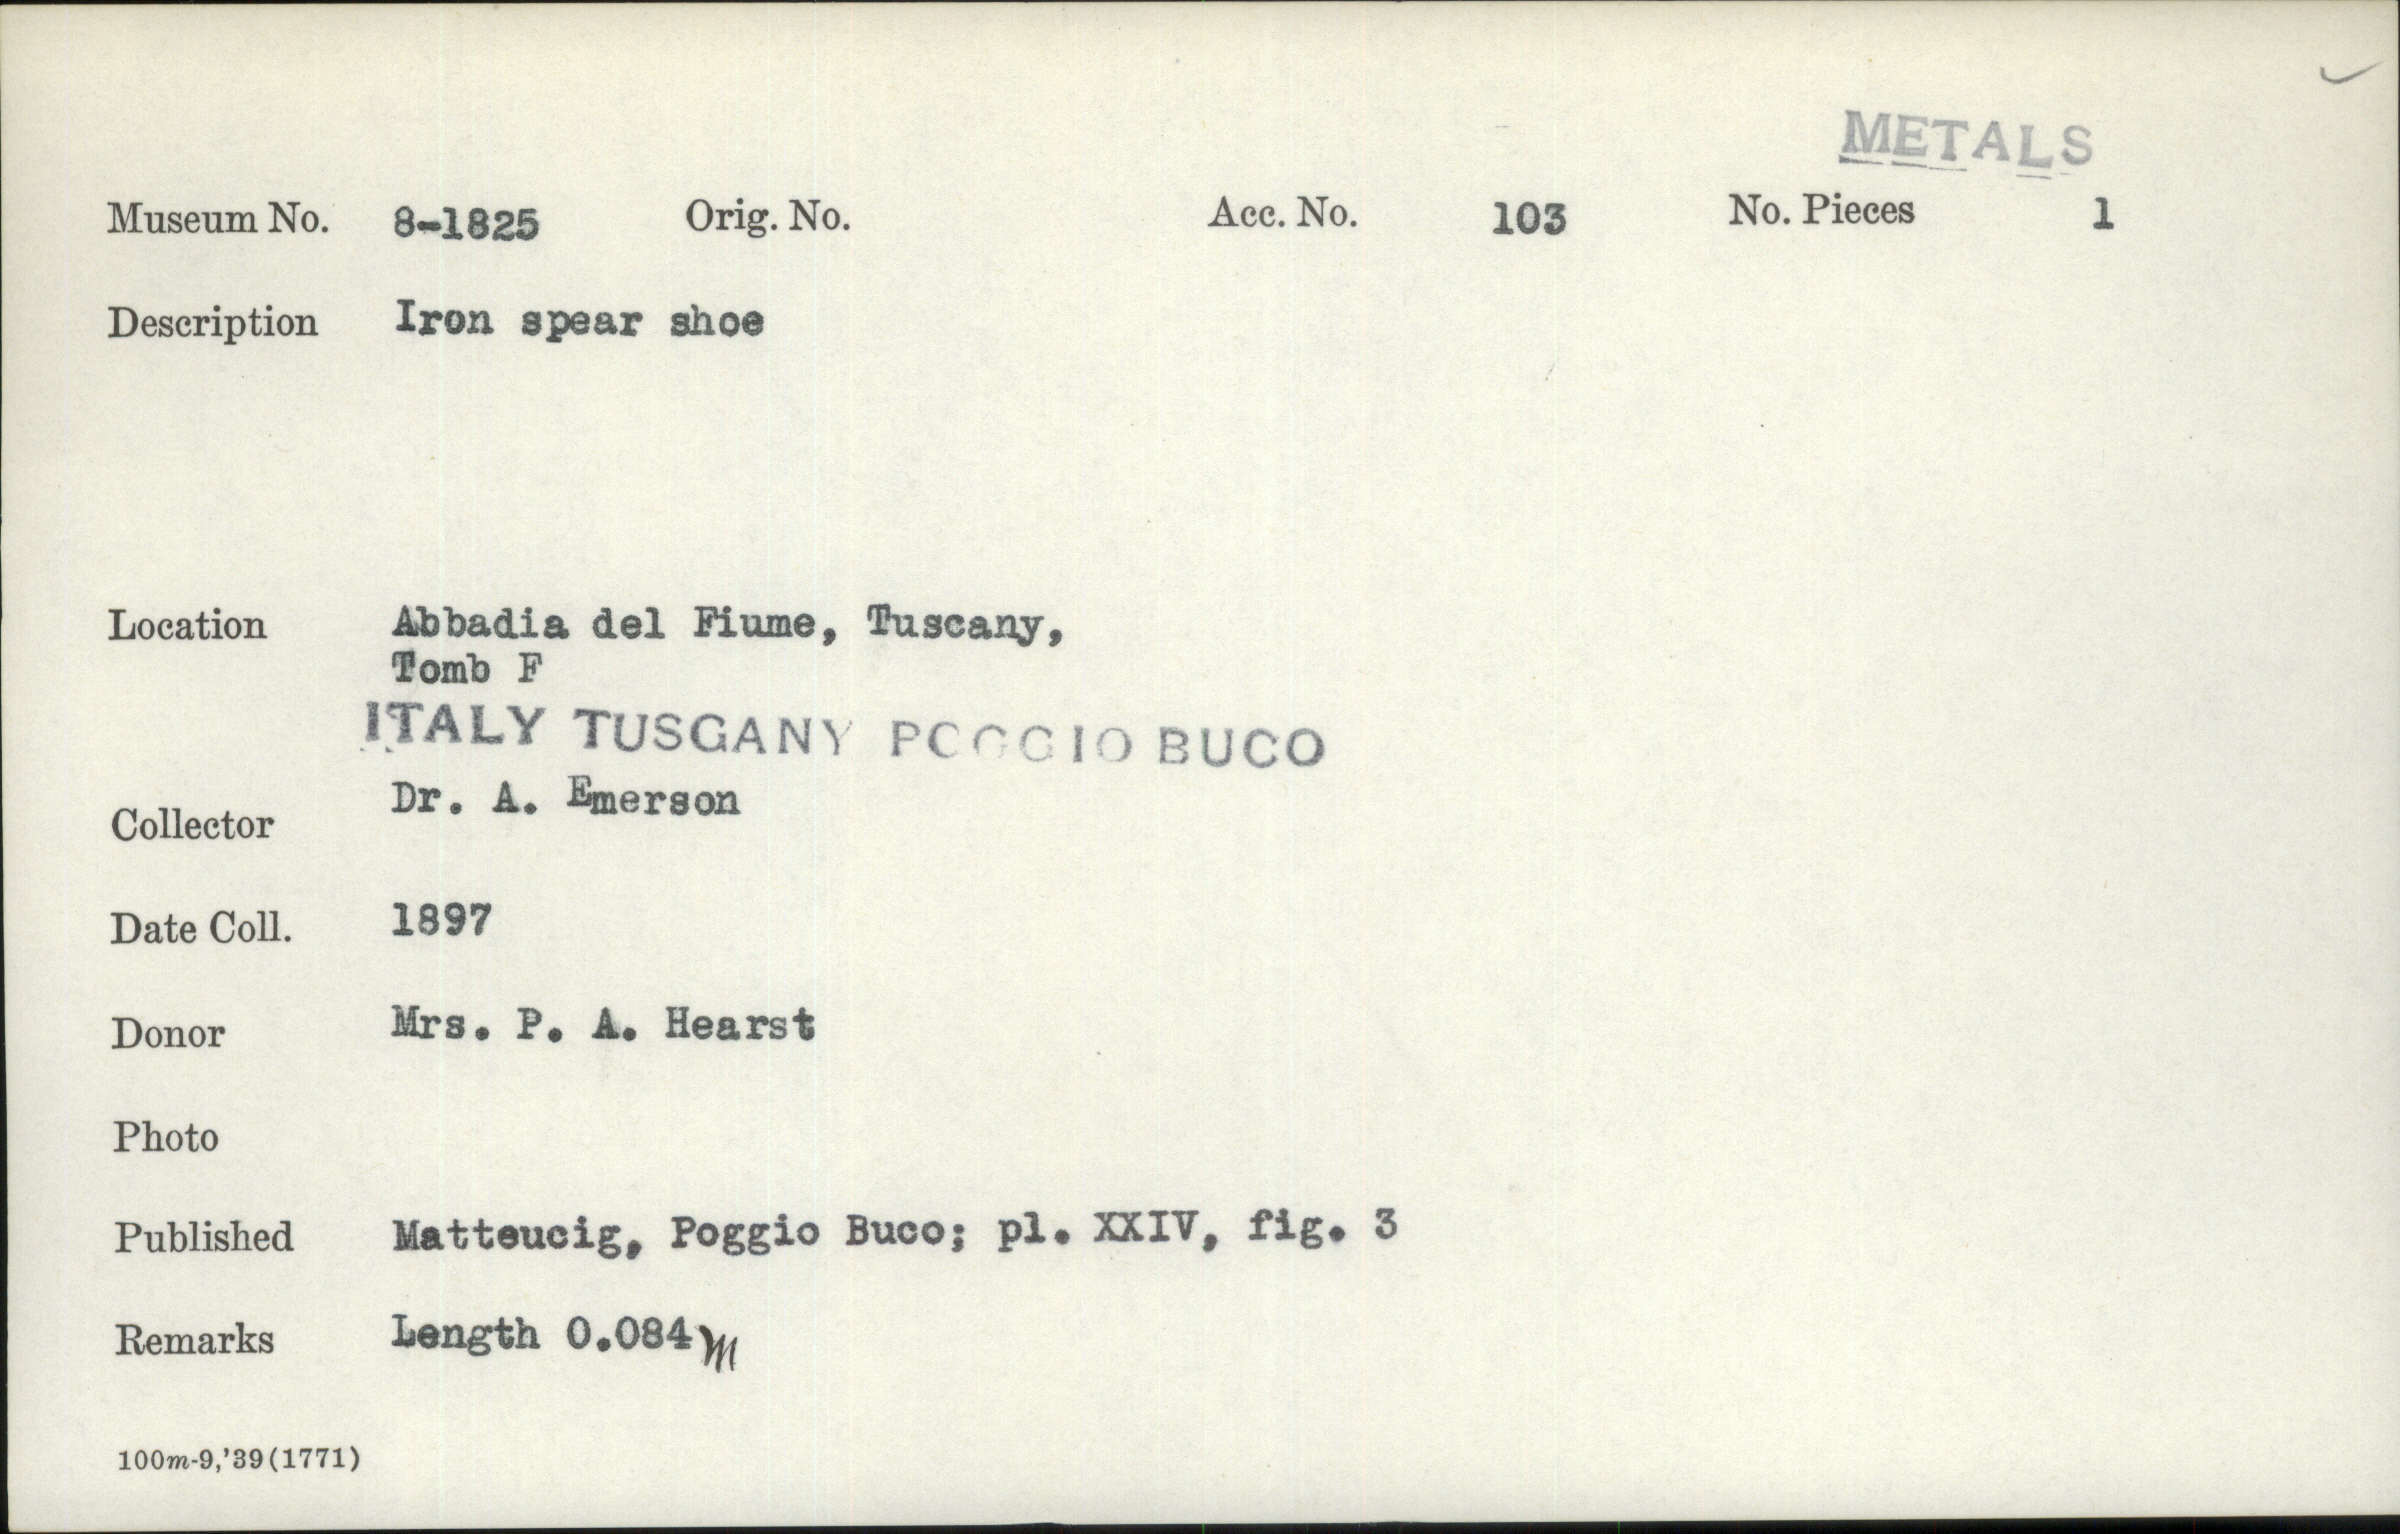 METALS
Museum No. 8-1825 Orig. No. Acc. No. 103 No. Pieces 1
Description Iron spear shoe
Location Abbadia del Fiume, Tuscany,
Tomb F
ITALY TUSCANY POGGIO BUCO
Collector Dr. A. Emerson
Date Coll. 1897
Donor Mrs. P. A. Hearst
Photo
Published Matteucig, Poggio Buco; pl. XXIV, fig. 3
Remarks Length 0.084 m
100m-9,'39(1771)